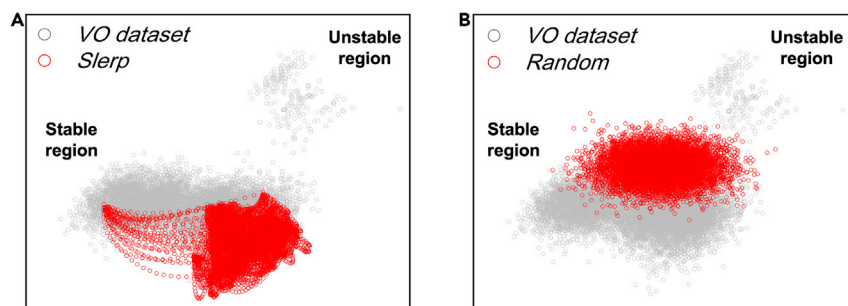 A
VO dataset
Slerp
Unstable
region
Stable
region
B
VO dataset
Random
Unstable
region
Stable
region